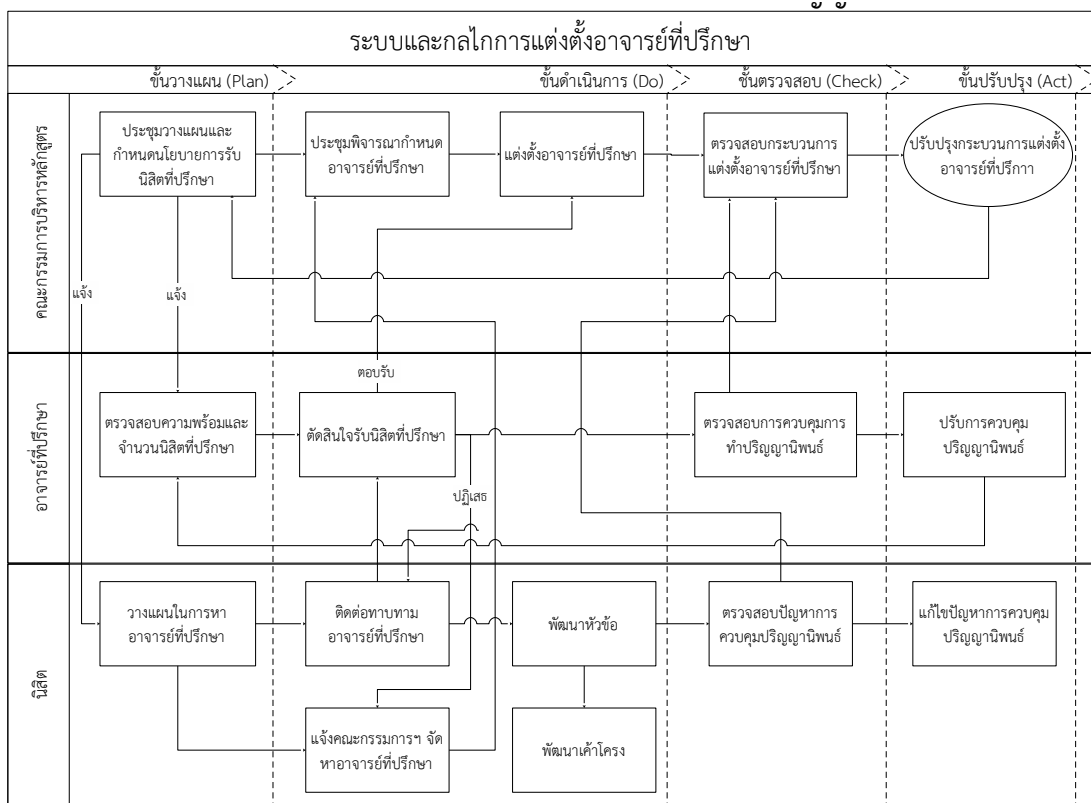 ระบบและกลไกการแต่งตั้งอาจารย์ที่ปรึกษา
ขั้นวางแผน (Plan)
ขั้นดำเนินการ (Do)
ขั้นตรวจสอบ (Check)
ขั้นปรับปรุง (Act)
คณะกรรมการบริหารหลักสูตร
ประชุมวางแผนและ
กำหนดนโยบายการรับ
นิสิตที่ปรึกษา
ประชุมพิจารณากำหนด
อาจารย์ที่ปรึกษา
แต่งตั้งอาจารย์ที่ปรึกษา
ตรวจสอบกระบวนการ
แต่งตั้งอาจารย์ที่ปรึกษา
ปรับปรุงกระบวนการแต่งตั้ง
อาจารย์ที่ปรึกาา
แจ้ง
แจ้ง
ตอบรับ
อาจารย์ที่ปรึกษา
ตรวจสอบความพร้อมและ
จำนวนนิสิตที่ปรึกษา
ตัดสินใจรับนิสิตที่ปรึกษา
ตรวจสอบการควบคุมการ
ทำปริญญานิพนธ์
ปรับการควบคุม
ปริญญานิพนธ์
ปฏิเสธ
นิสิต
วางแผนในการหา
อาจารย์ที่ปรึกษา
ติดต่อทาบทาม
อาจารย์ที่ปรึกษา
พัฒนาหัวข้อ
ตรวจสอบปัญหาการ
ควบคุมปริญญานิพนธ์
แก้ไขปัญหาการควบคุม
ปริญญานิพนธ์
แจ้งคณะกรรมการฯ จัด
หาอาจารย์ที่ปรึกษา
พัฒนาเค้าโครง